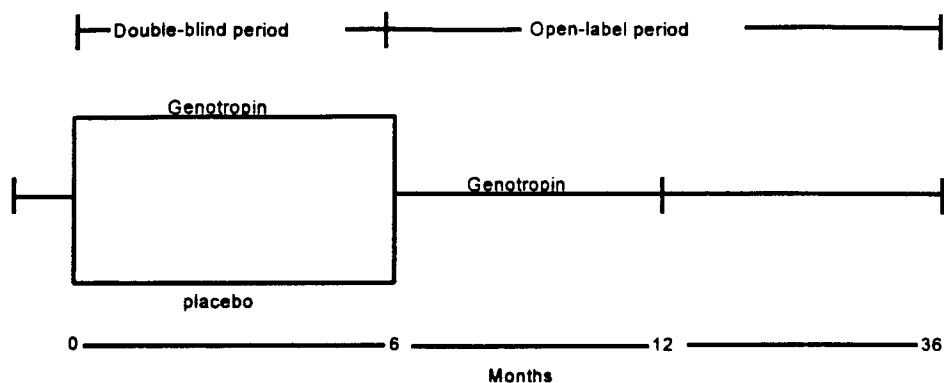 Double-blind period Open-label period
Genotropin
Genotropin
placebo
0 6 12 36
Months